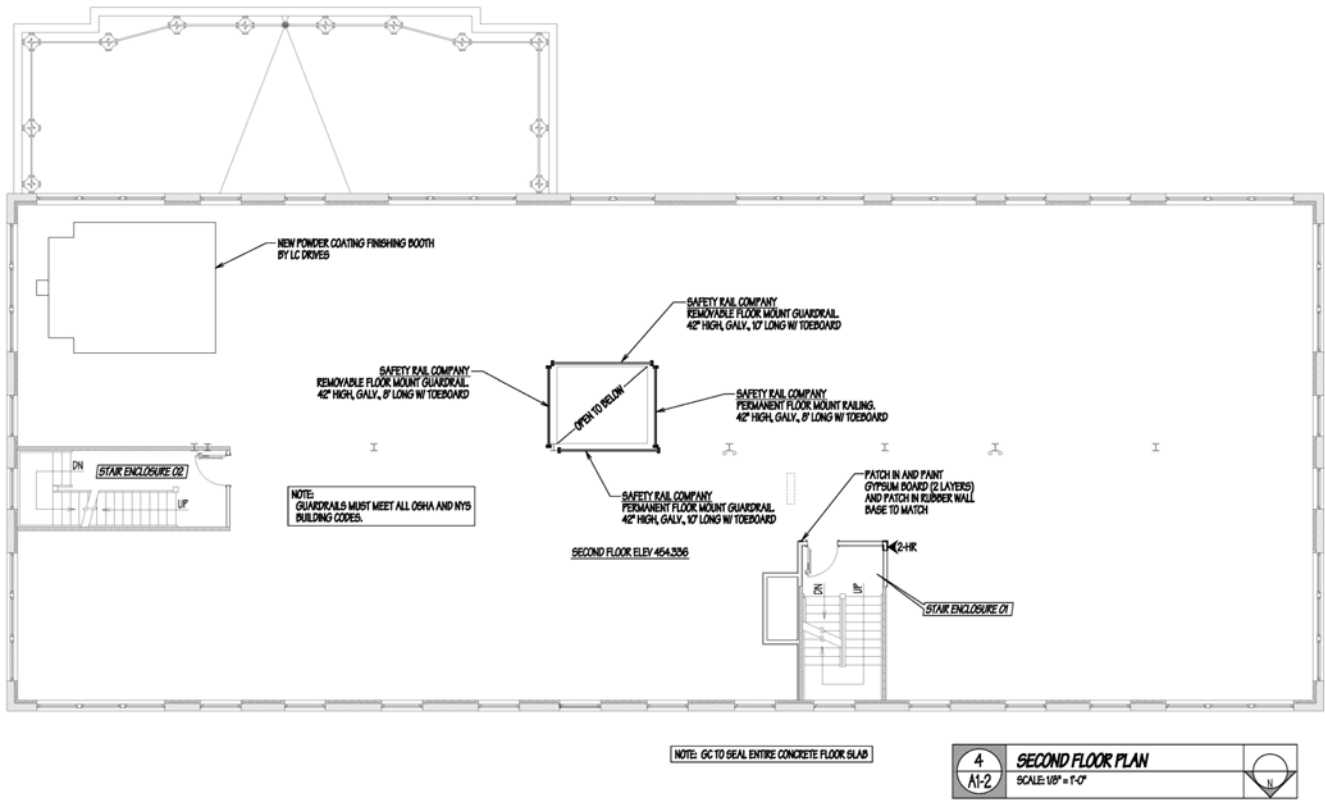 NEW POWDER COATING FINISHING BOOTH
BY LC DRIVES
SAFETY RAIL COMPANY
REMOVABLE FLOOR MOUNT GUARDRAIL.
42" HIGH, GALV., 10' LONG W/ TOEBOARD
SAFETY RAIL COMPANY
REMOVABLE FLOOR MOUNT GUARDRAIL.
42" HIGH, GALV., 8' LONG W/ TOEBOARD
OPEN TO BELOW
SAFETY RAIL COMPANY
PERMANENT FLOOR MOUNT RAILING.
42" HIGH, GALV., 8' LONG W/ TOEBOARD
DN
STAIR ENCLOSURE 02
UP
NOTE:
GUARDRAILS MUST MEET ALL OSHA AND NYS
BUILDING CODES.
SAFETY RAIL COMPANY
PERMANENT FLOOR MOUNT GUARDRAIL.
42" HIGH, GALV., 10' LONG W/ TOEBOARD
PATCH IN AND PAINT
GYPSUM BOARD (2 LAYERS)
AND PATCH IN RUBBER WALL
BASE TO MATCH
SECOND FLOOR ELEV 454.336
2-HR
DN
UP
STAIR ENCLOSURE 01
NOTE: GC TO SEAL ENTIRE CONCRETE FLOOR SLAB
4
A1-2
SECOND FLOOR PLAN
SCALE: 1/8" = 1'-0"
N